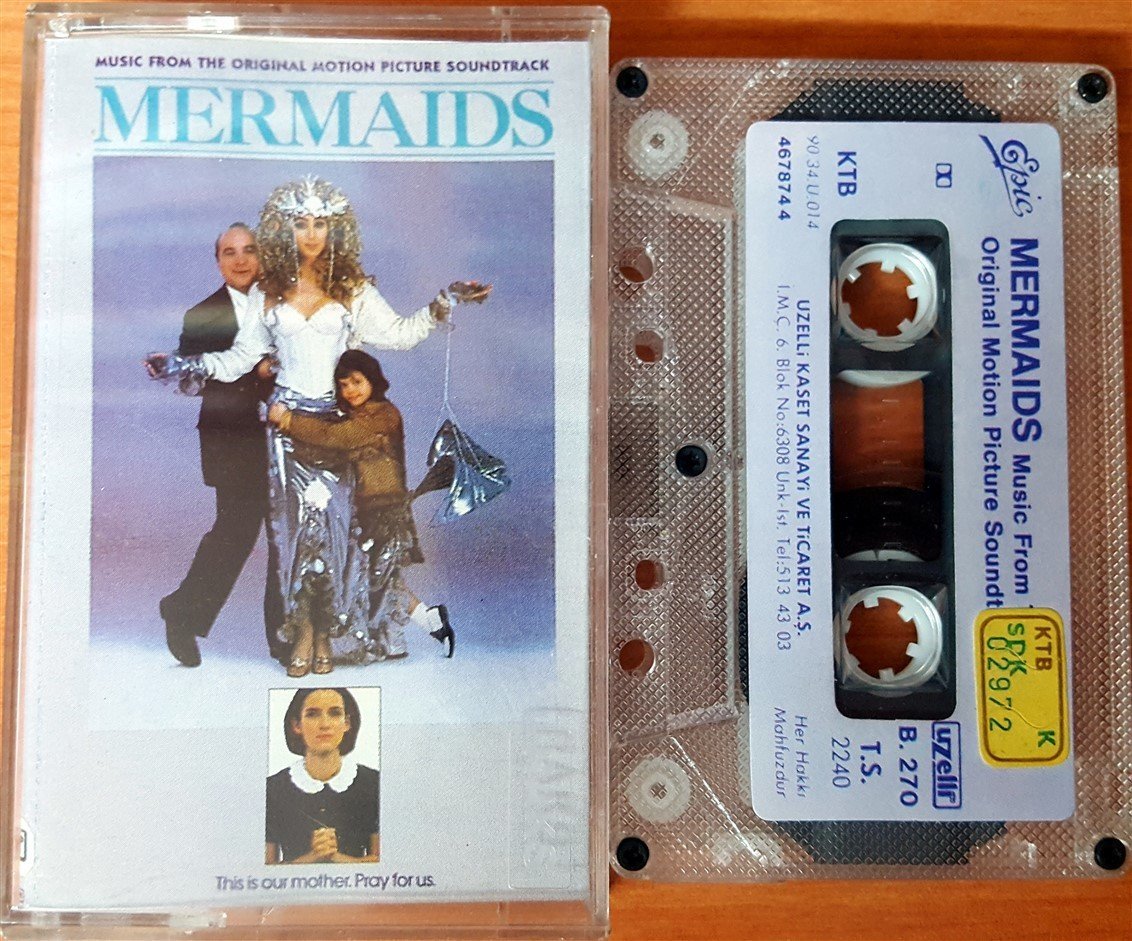 MUSIC FROM THE ORIGINAL MOTION PICTURE SOUNDTRACK
MERMAIDS
This is our mother. Pray for us.
Epic
MERMAIDS Music From
Original Motion Picture Soundt
KTB
SDK K
02972
KTB
90.34.U.014
4678744
UZELLi KASET SANAYi VE TiCARET A.Ş.
İ.M.Ç. 6. Blok No:6308 Unk-Ist. Tel:513 43 03
Her Hakkı
Mahfuzdur
uzelli
B. 270
T.S.
2240